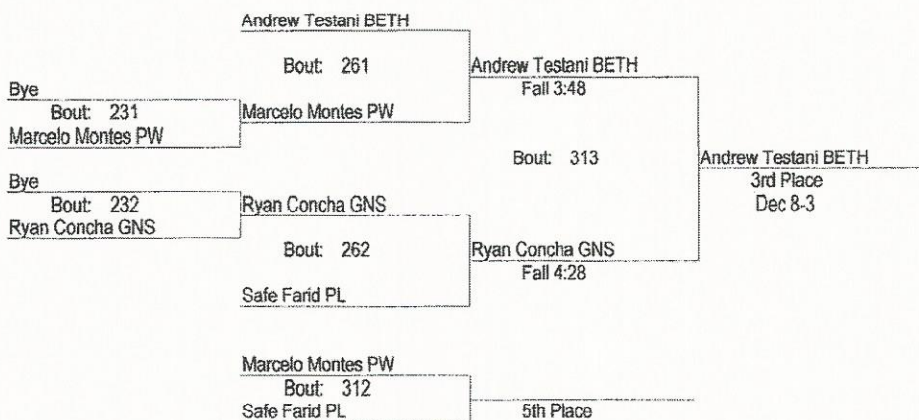 Andrew Testani BETH
Bout: 261
Andrew Testani BETH
Fall 3:48
Bye
Bout: 231
Marcelo Montes PW
Marcelo Montes PW
Bout: 313
Andrew Testani BETH
3rd Place
Dec 8-3
Bye
Bout: 232
Ryan Concha GNS
Ryan Concha GNS
Bout: 262
Ryan Concha GNS
Fall 4:28
Safe Farid PL
Marcelo Montes PW
Bout: 312
Safe Farid PL
5th Place